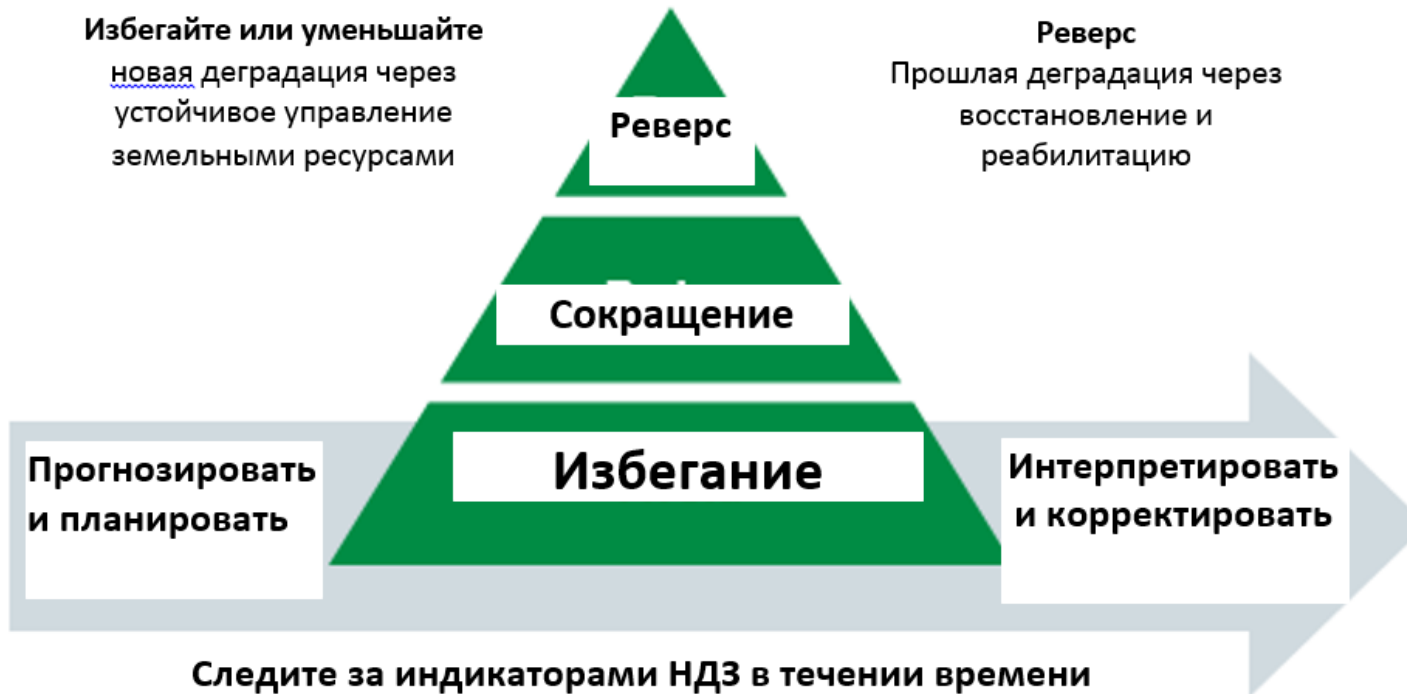 Избегайте или уменьшайте
новая деградация через
устойчивое управление
земельными ресурсами
Реверс
Прошлая деградация через
восстановление и
реабилитацию
Реверс
Сокращение
Избегание
Прогнозировать
и планировать
Интерпретировать
и корректировать
Следите за индикаторами НДЗ в течении времени